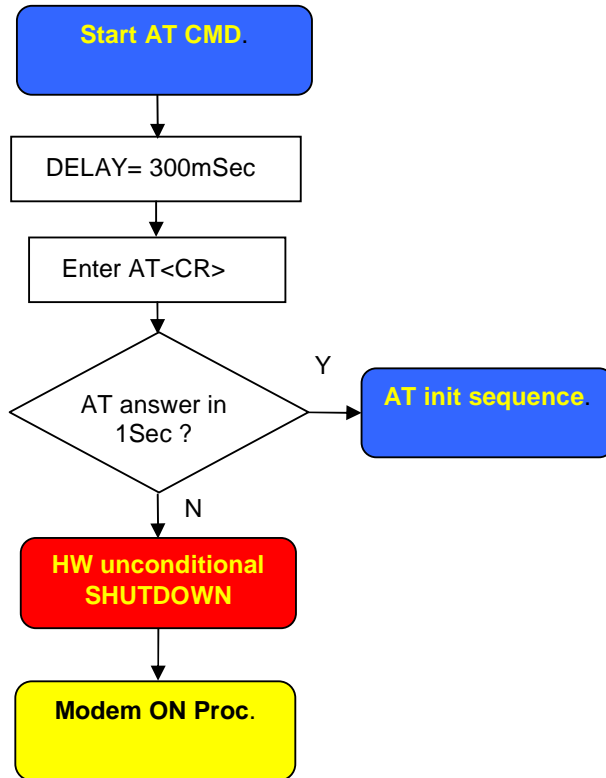 Start AT CMD.
DELAY= 300mSec
Enter AT<CR>
AT answer in
1Sec ?
Y
AT init sequence.
N
HW unconditional
SHUTDOWN
Modem ON Proc.